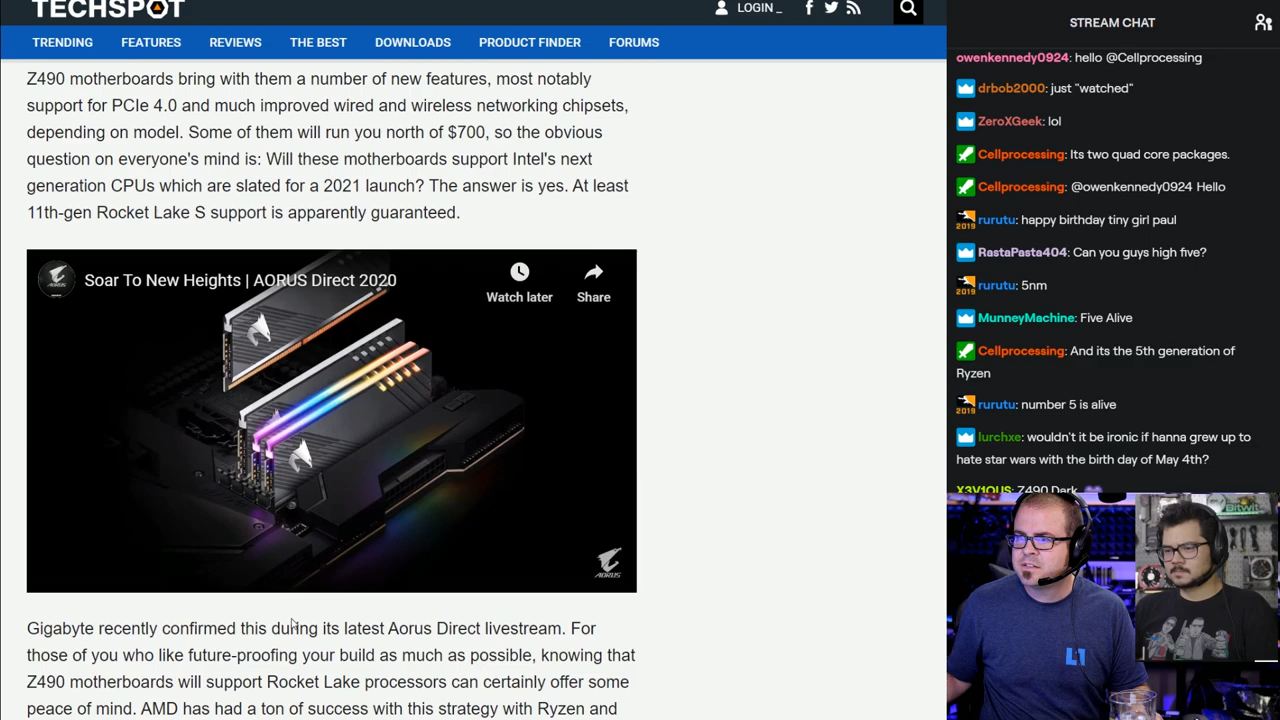 TECHSPOT
LOGIN _
TRENDING FEATURES REVIEWS THE BEST DOWNLOADS PRODUCT FINDER FORUMS
Z490 motherboards bring with them a number of new features, most notably
support for PCIe 4.0 and much improved wired and wireless networking chipsets,
depending on model. Some of them will run you north of $700, so the obvious
question on everyone's mind is: Will these motherboards support Intel's next
generation CPUs which are slated for a 2021 launch? The answer is yes. At least
11th-gen Rocket Lake S support is apparently guaranteed.
Soar To New Heights | AORUS Direct 2020
Watch later
Share
AORUS
Gigabyte recently confirmed this during its latest Aorus Direct livestream. For
those of you who like future-proofing your build as much as possible, knowing that
Z490 motherboards will support Rocket Lake processors can certainly offer some
peace of mind. AMD has had a ton of success with this strategy with Ryzen and
STREAM CHAT
owenkennedy0924: hello @Cellprocessing
drbob2000: just "watched"
ZeroXGeek: lol
Cellprocessing: Its two quad core packages.
Cellprocessing: @owenkennedy0924 Hello
2019 rurutu: happy birthday tiny girl paul
RastaPasta404: Can you guys high five?
2019 rurutu: 5nm
MunneyMachine: Five Alive
Cellprocessing: And its the 5th generation of
Ryzen
2019 rurutu: number 5 is alive
lurchxe: wouldn't it be ironic if hanna grew up to
hate star wars with the birth day of May 4th?
X3V1OUS: Z490 Dark
Bitwit